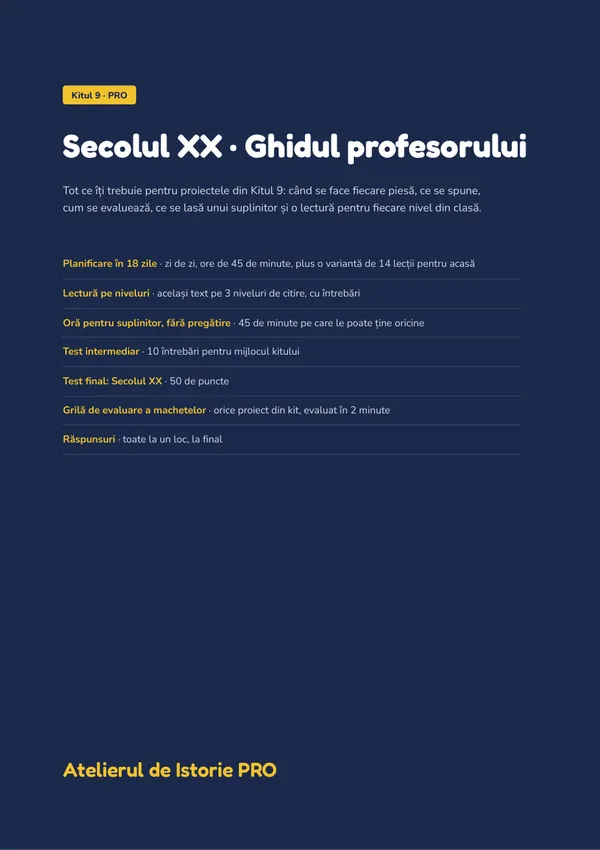 Kitul 9 · PRO
Secolul XX · Ghidul profesorului
Tot ce îți trebuie pentru proiectele din Kitul 9: când se face fiecare piesă, ce se spune,
cum se evaluează, ce se lasă unui suplinitor și o lectură pentru fiecare nivel din clasă.
Planificare în 18 zile · zi de zi, ore de 45 de minute, plus o variantă de 14 lecții pentru acasă
Lectură pe niveluri · același text pe 3 niveluri de citire, cu întrebări
Oră pentru suplinitor, fără pregătire · 45 de minute pe care le poate ține oricine
Test intermediar · 10 întrebări pentru mijlocul kitului
Test final: Secolul XX · 50 de puncte
Grilă de evaluare a machetelor · orice proiect din kit, evaluat în 2 minute
Răspunsuri · toate la un loc, la final
Atelierul de Istorie PRO